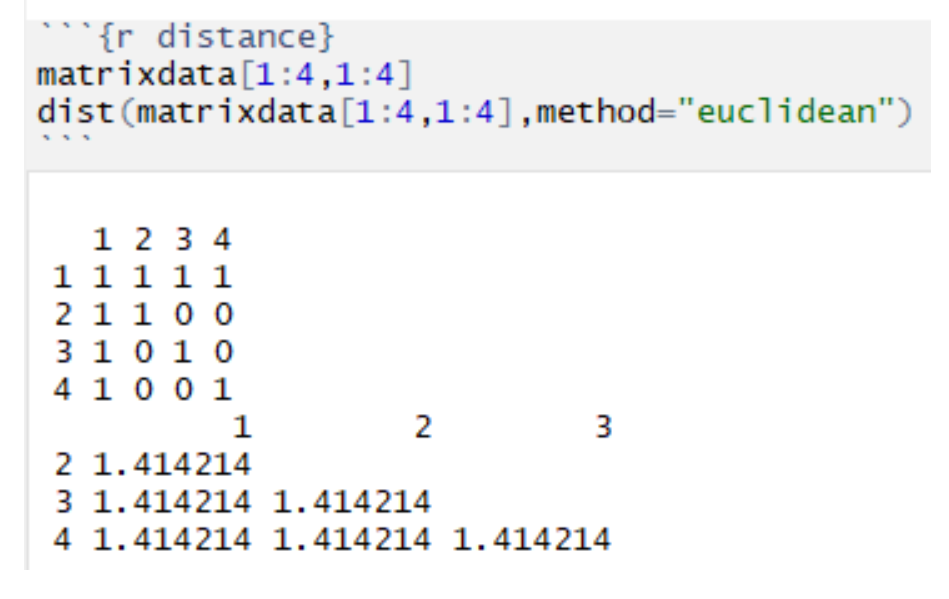 ```{r distance}
matrixdata[1:4,1:4]
dist(matrixdata[1:4,1:4],method="euclidean")
```
  1 2 3 4
1 1 1 1 1
2 1 1 0 0
3 1 0 1 0
4 1 0 0 1
         1        2        3
2 1.414214
3 1.414214 1.414214
4 1.414214 1.414214 1.414214